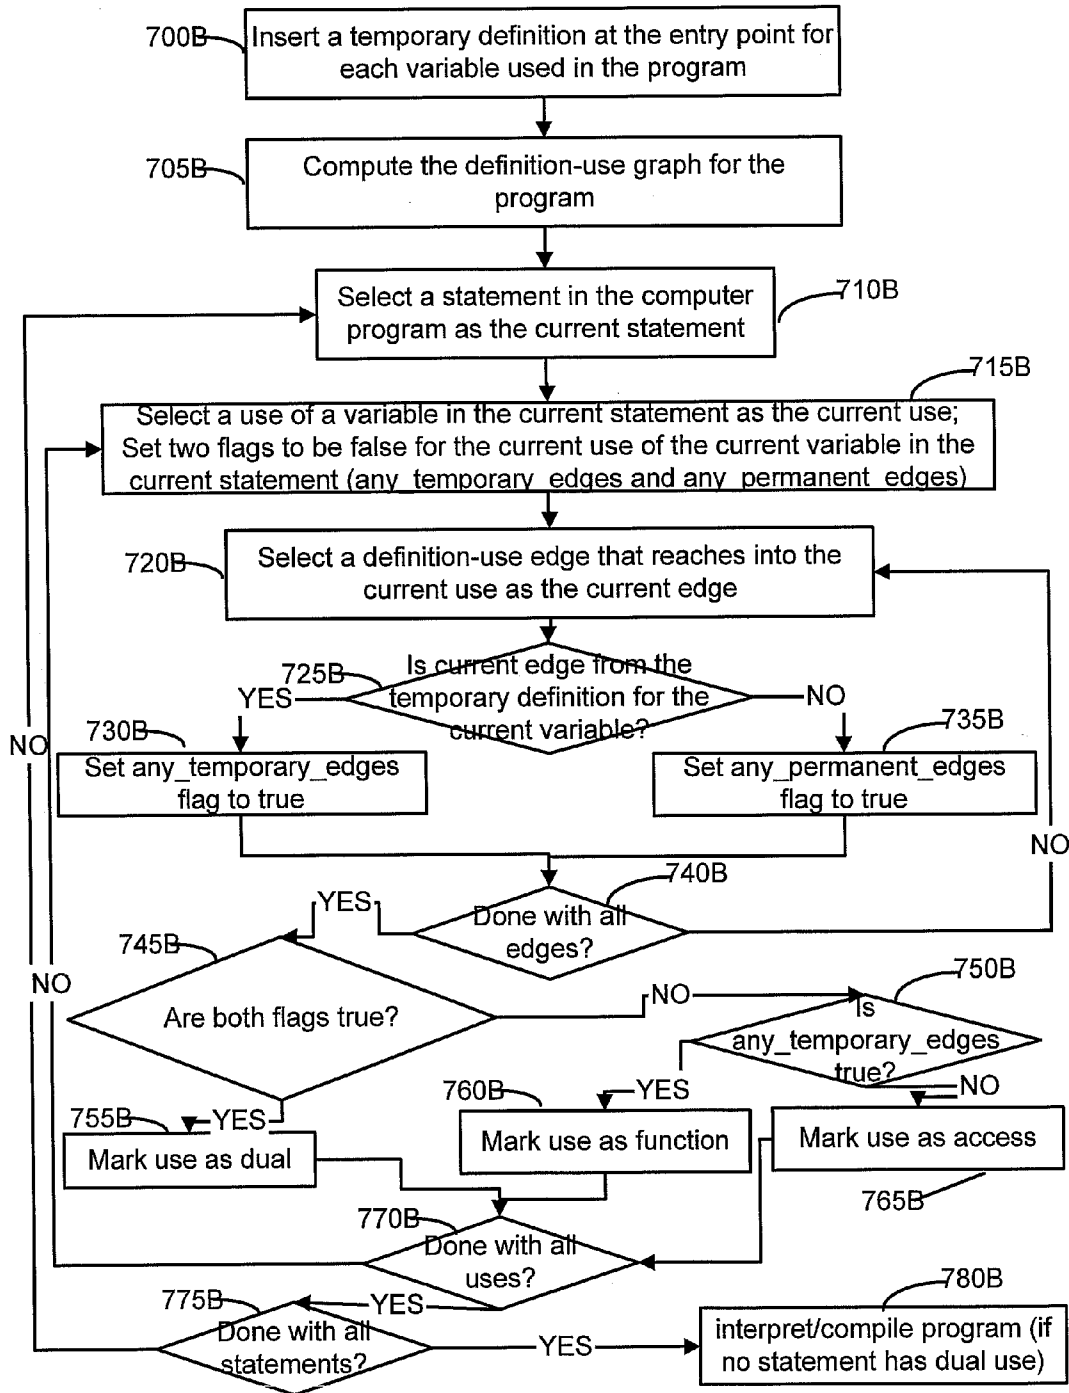 700B
Insert a temporary definition at the entry point for
each variable used in the program
705B
Compute the definition-use graph for the
program
710B
Select a statement in the computer
program as the current statement
715B
Select a use of a variable in the current statement as the current use;
Set two flags to be false for the current use of the current variable in the
current statement (any_temporary_edges and any_permanent_edges)
720B
Select a definition-use edge that reaches into the
current use as the current edge
725B
Is current edge from the
temporary definition for the
current variable?
YES
NO
730B
735B
NO
Set any_temporary_edges
flag to true
Set any_permanent_edges
flag to true
NO
740B
YES
Done with all
edges?
745B
750B
NO
NO
Are both flags true?
Is
any_temporary_edges
true?
YES
NO
760B
755B
YES
Mark use as dual
Mark use as function
Mark use as access
765B
770B
Done with all
uses?
780B
775B
YES
Done with all
statements?
YES
interpret/compile program (if
no statement has dual use)